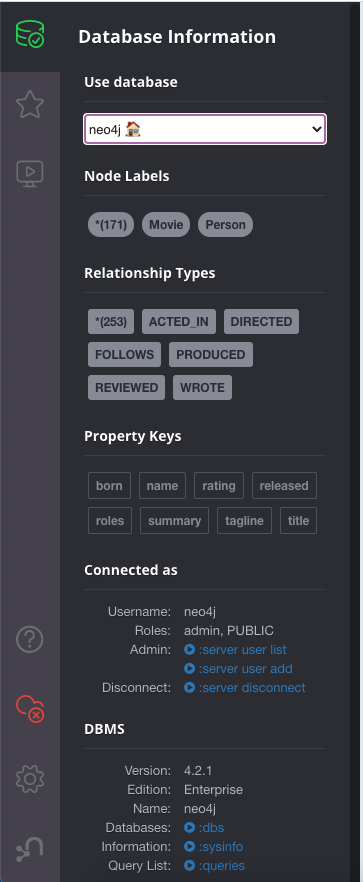 Database Information
Use database
neo4j 🏠
Node Labels
*(171) Movie Person
Relationship Types
*(253) ACTED_IN DIRECTED
FOLLOWS PRODUCED
REVIEWED WROTE
Property Keys
born name rating released
roles summary tagline title
Connected as
Username: neo4j
Roles: admin, PUBLIC
Admin: :server user list
:server user add
Disconnect: :server disconnect
DBMS
Version: 4.2.1
Edition: Enterprise
Name: neo4j
Databases: :dbs
Information: :sysinfo
Query List: :queries